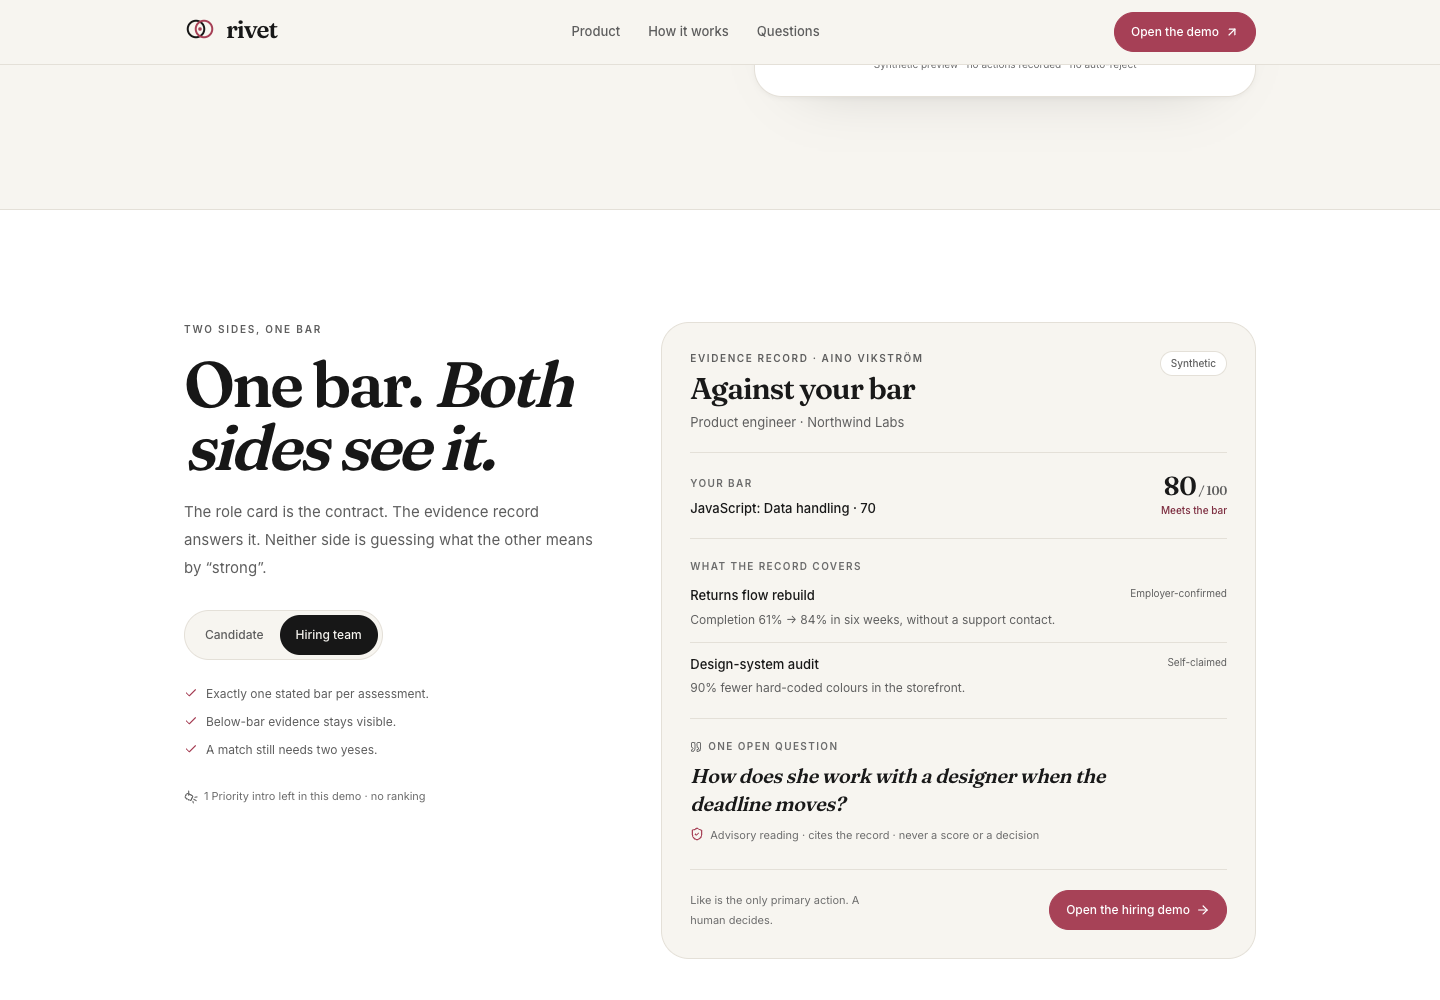 rivet
Product
How it works
Questions
Open the demo
Synthetic preview · no actions recorded · no auto-reject
TWO SIDES, ONE BAR
One bar. Both
sides see it.
The role card is the contract. The evidence record
answers it. Neither side is guessing what the other means
by “strong”.
Candidate
Hiring team
Exactly one stated bar per assessment.
Below-bar evidence stays visible.
A match still needs two yeses.
1 Priority intro left in this demo · no ranking
EVIDENCE RECORD · AINO VIKSTRÖM
Synthetic
Against your bar
Product engineer · Northwind Labs
YOUR BAR
JavaScript: Data handling · 70
80 / 100
Meets the bar
WHAT THE RECORD COVERS
Returns flow rebuild
Employer-confirmed
Completion 61% → 84% in six weeks, without a support contact.
Design-system audit
Self-claimed
90% fewer hard-coded colours in the storefront.
ONE OPEN QUESTION
How does she work with a designer when the
deadline moves?
Advisory reading · cites the record · never a score or a decision
Like is the only primary action. A
human decides.
Open the hiring demo